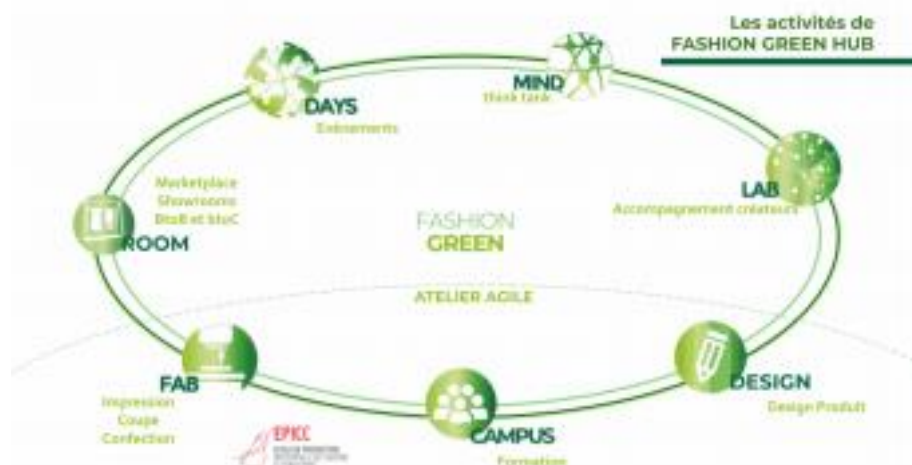 Les activités de
FASHION GREEN HUB
MIND
think tank
DAYS
Evènements
LAB
Accompagnement créateurs
Marketplace
Showrooms
BtoB et btoC
ROOM
FASHION
GREEN
ATELIER AGILE
FAB
Impression
Coupe
Confection
DESIGN
Design Produit
EPICC
CAMPUS
Formation